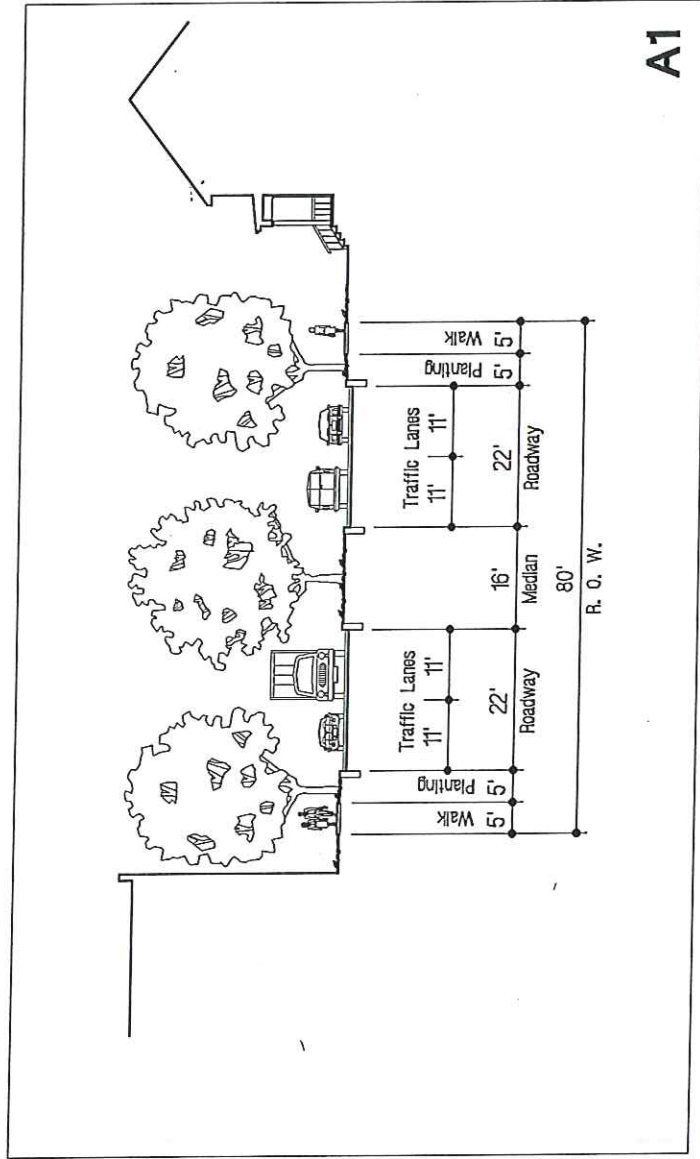 A1
Traffic Lanes
11' 11'
Traffic Lanes
11' 11'
Walk Planting
5' 5' 22' 16' 22' 5' 5'
Roadway Median Roadway
Planting Walk
80'
R. O. W.